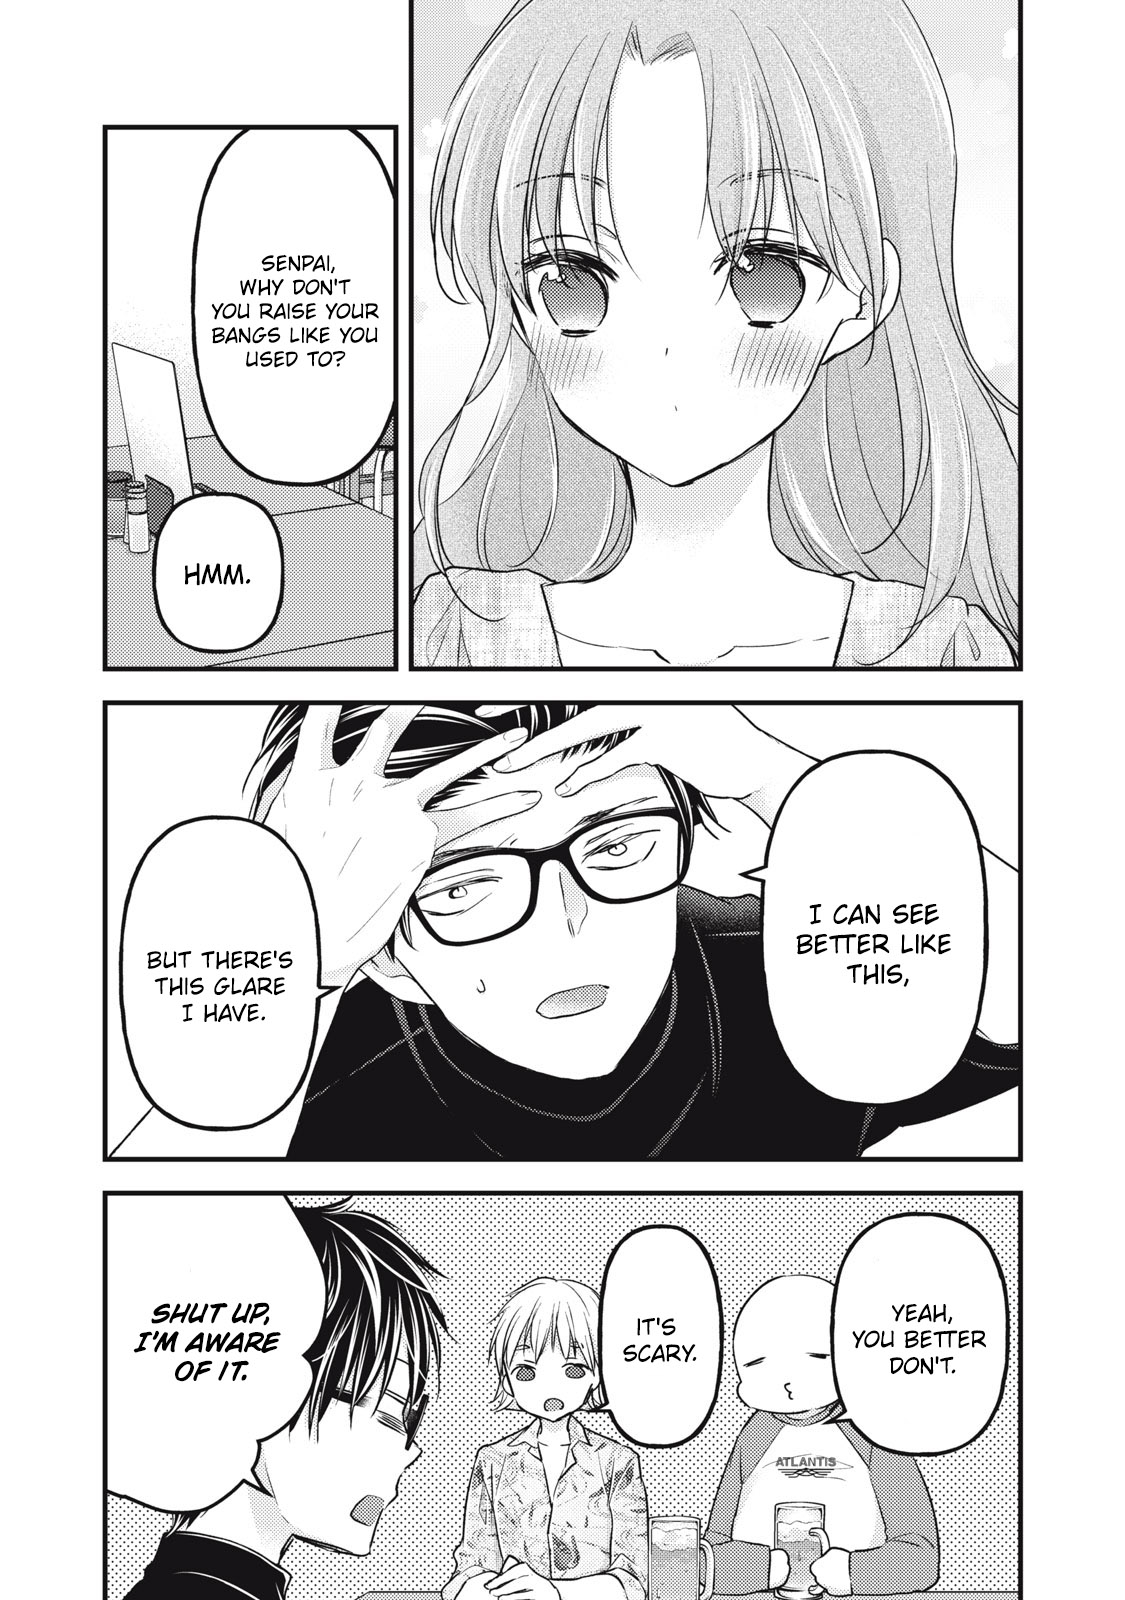 SENPAI,
WHY DON'T
YOU RAISE YOUR
BANGS LIKE YOU
USED TO?
HMM.
I CAN SEE
BETTER LIKE
THIS,
BUT THERE'S
THIS GLARE
I HAVE.
YEAH,
YOU BETTER
DON'T.
IT'S
SCARY.
SHUT UP,
I'M AWARE
OF IT.
ATLANTIS